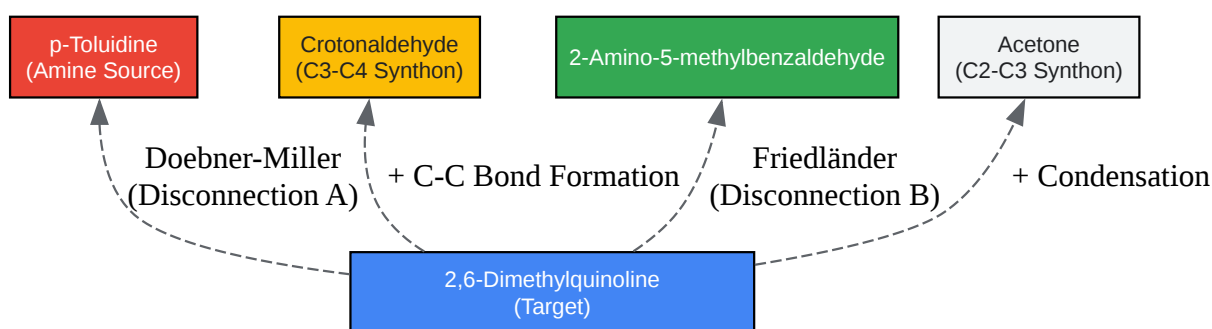 p-Toluidine
(Amine Source)
Crotonaldehyde
(C3-C4 Synthon)
2-Amino-5-methylbenzaldehyde
Acetone
(C2-C3 Synthon)
Doebner-Miller
(Disconnection A)
+ C-C Bond Formation
Friedländer
(Disconnection B)
+ Condensation
2,6-Dimethylquinoline
(Target)